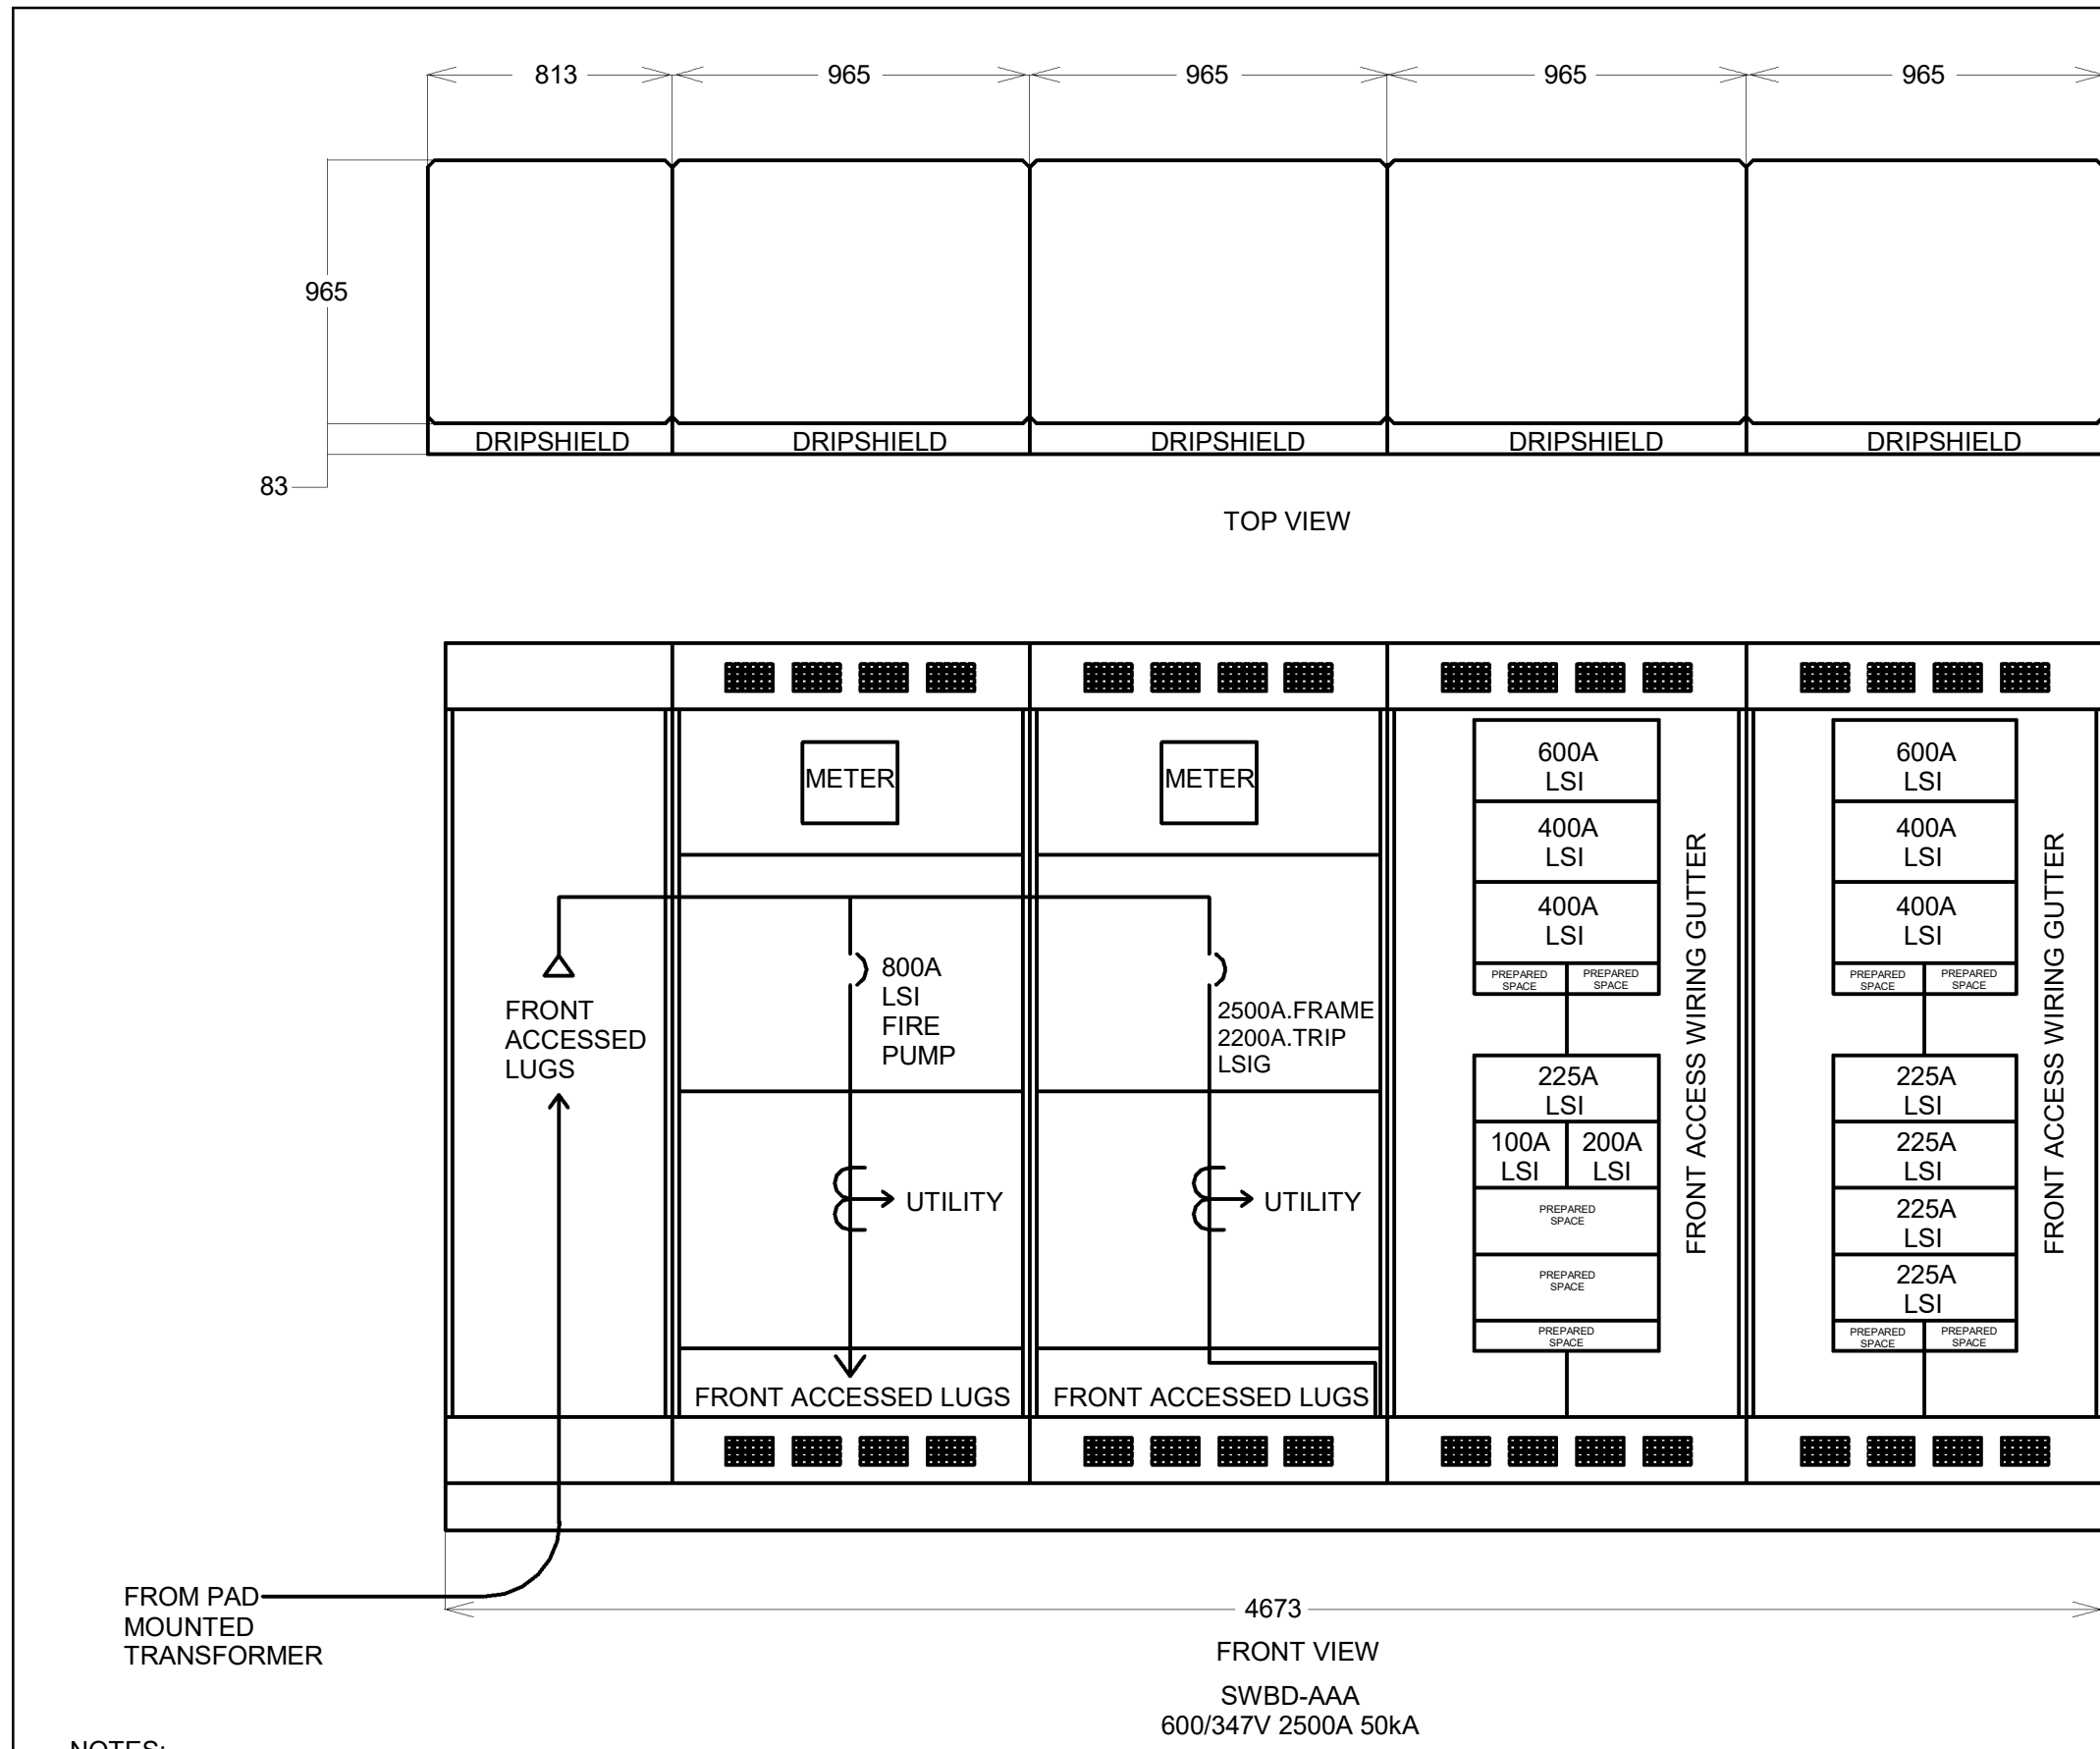 813
965
965
965
965
965
83
DRIPSHIELD
DRIPSHIELD
DRIPSHIELD
DRIPSHIELD
DRIPSHIELD
TOP VIEW
FRONT
ACCESSED
LUGS
METER
800A
LSI
FIRE
PUMP
UTILITY
FRONT ACCESSED LUGS
METER
2500A.FRAME
2200A.TRIP
LSIG
UTILITY
FRONT ACCESSED LUGS
600A
LSI
400A
LSI
400A
LSI
PREPARED
SPACE
PREPARED
SPACE
225A
LSI
100A
LSI
200A
LSI
PREPARED
SPACE
PREPARED
SPACE
PREPARED
SPACE
FRONT ACCESS WIRING GUTTER
600A
LSI
400A
LSI
400A
LSI
PREPARED
SPACE
PREPARED
SPACE
225A
LSI
225A
LSI
225A
LSI
225A
LSI
PREPARED
SPACE
PREPARED
SPACE
FRONT ACCESS WIRING GUTTER
FROM PAD
MOUNTED
TRANSFORMER
4673
FRONT VIEW
SWBD-AAA
600/347V 2500A 50kA
NOTES: